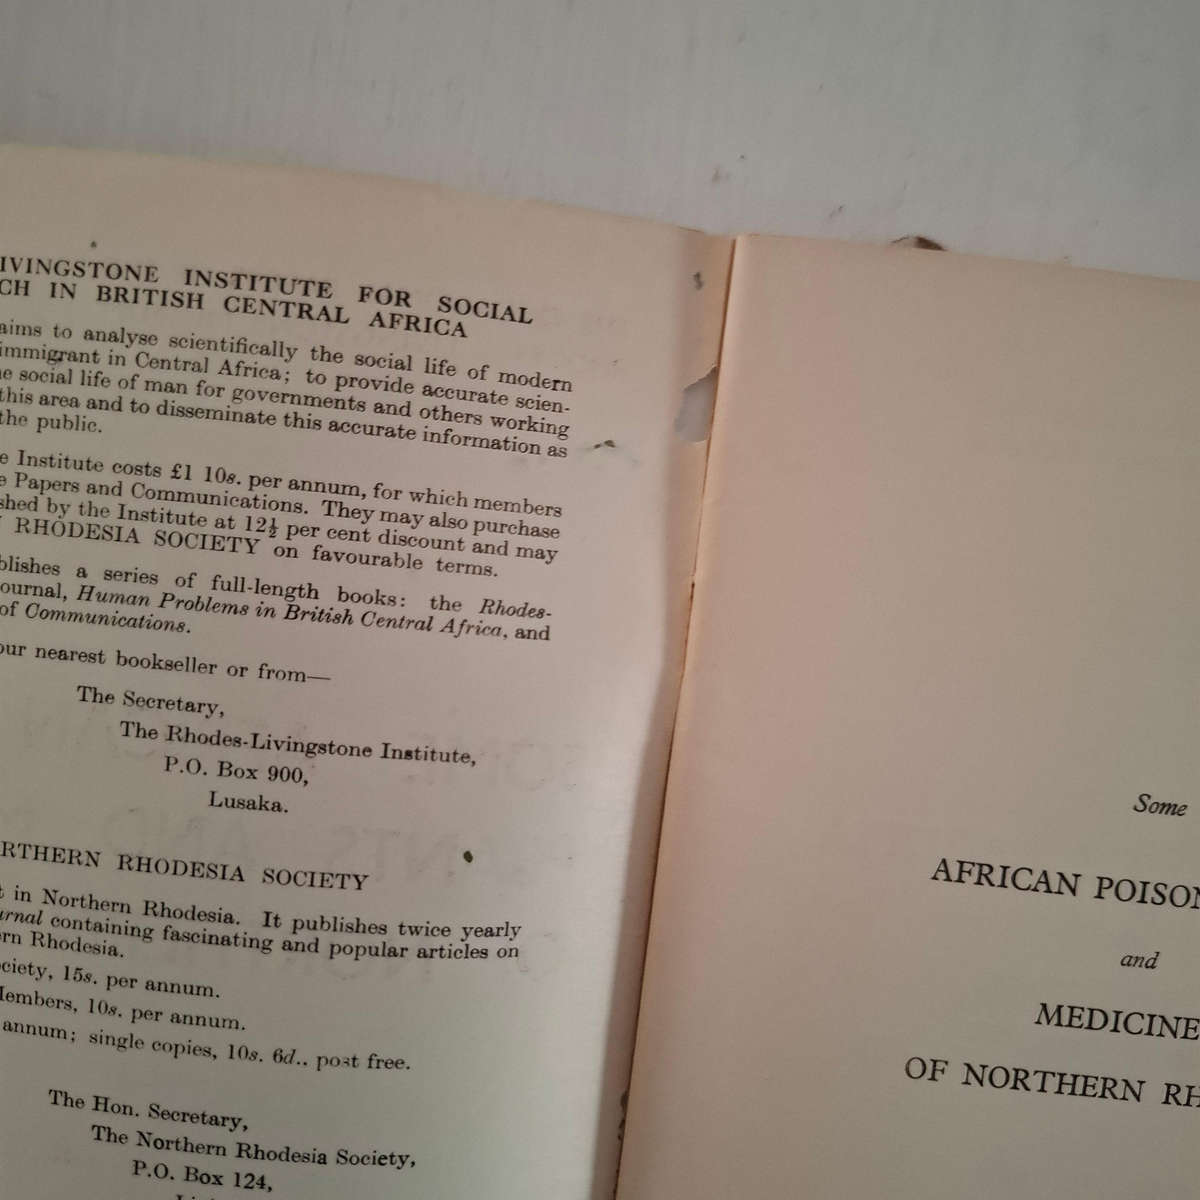 IVINGSTONE INSTITUTE FOR SOCIAL
CH IN BRITISH CENTRAL AFRICA
aims to analyse scientifically the social life of modern
immigrant in Central Africa; to provide accurate scien-
e social life of man for governments and others working
this area and to disseminate this accurate information as
the public.
e Institute costs £1 10s. per annum, for which members
e Papers and Communications. They may also purchase
shed by the Institute at 12½ per cent discount and may
RHODESIA SOCIETY on favourable terms.
blishes a series of full-length books: the Rhodes-
ournal, Human Problems in British Central Africa, and
of Communications.
our nearest bookseller or from—
The Secretary,
The Rhodes-Livingstone Institute,
P.O. Box 900,
Lusaka.
RTHERN RHODESIA SOCIETY
t in Northern Rhodesia. It publishes twice yearly
urnal containing fascinating and popular articles on
ern Rhodesia.
ciety, 15s. per annum.
Members, 10s. per annum.
annum; single copies, 10s. 6d.. post free.
The Hon. Secretary,
The Northern Rhodesia Society,
P.O. Box 124,
Some
AFRICAN POISON
and
MEDICINE
OF NORTHERN RH